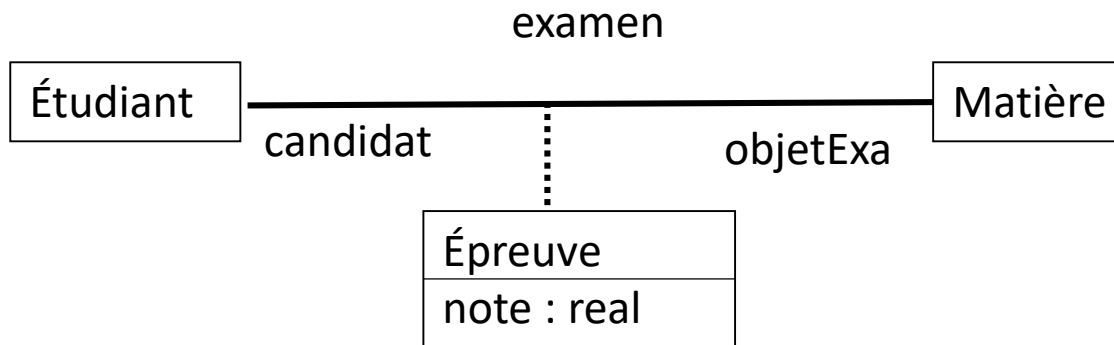 examen
Étudiant
Matière
candidat
objetExa
Épreuve
note : real